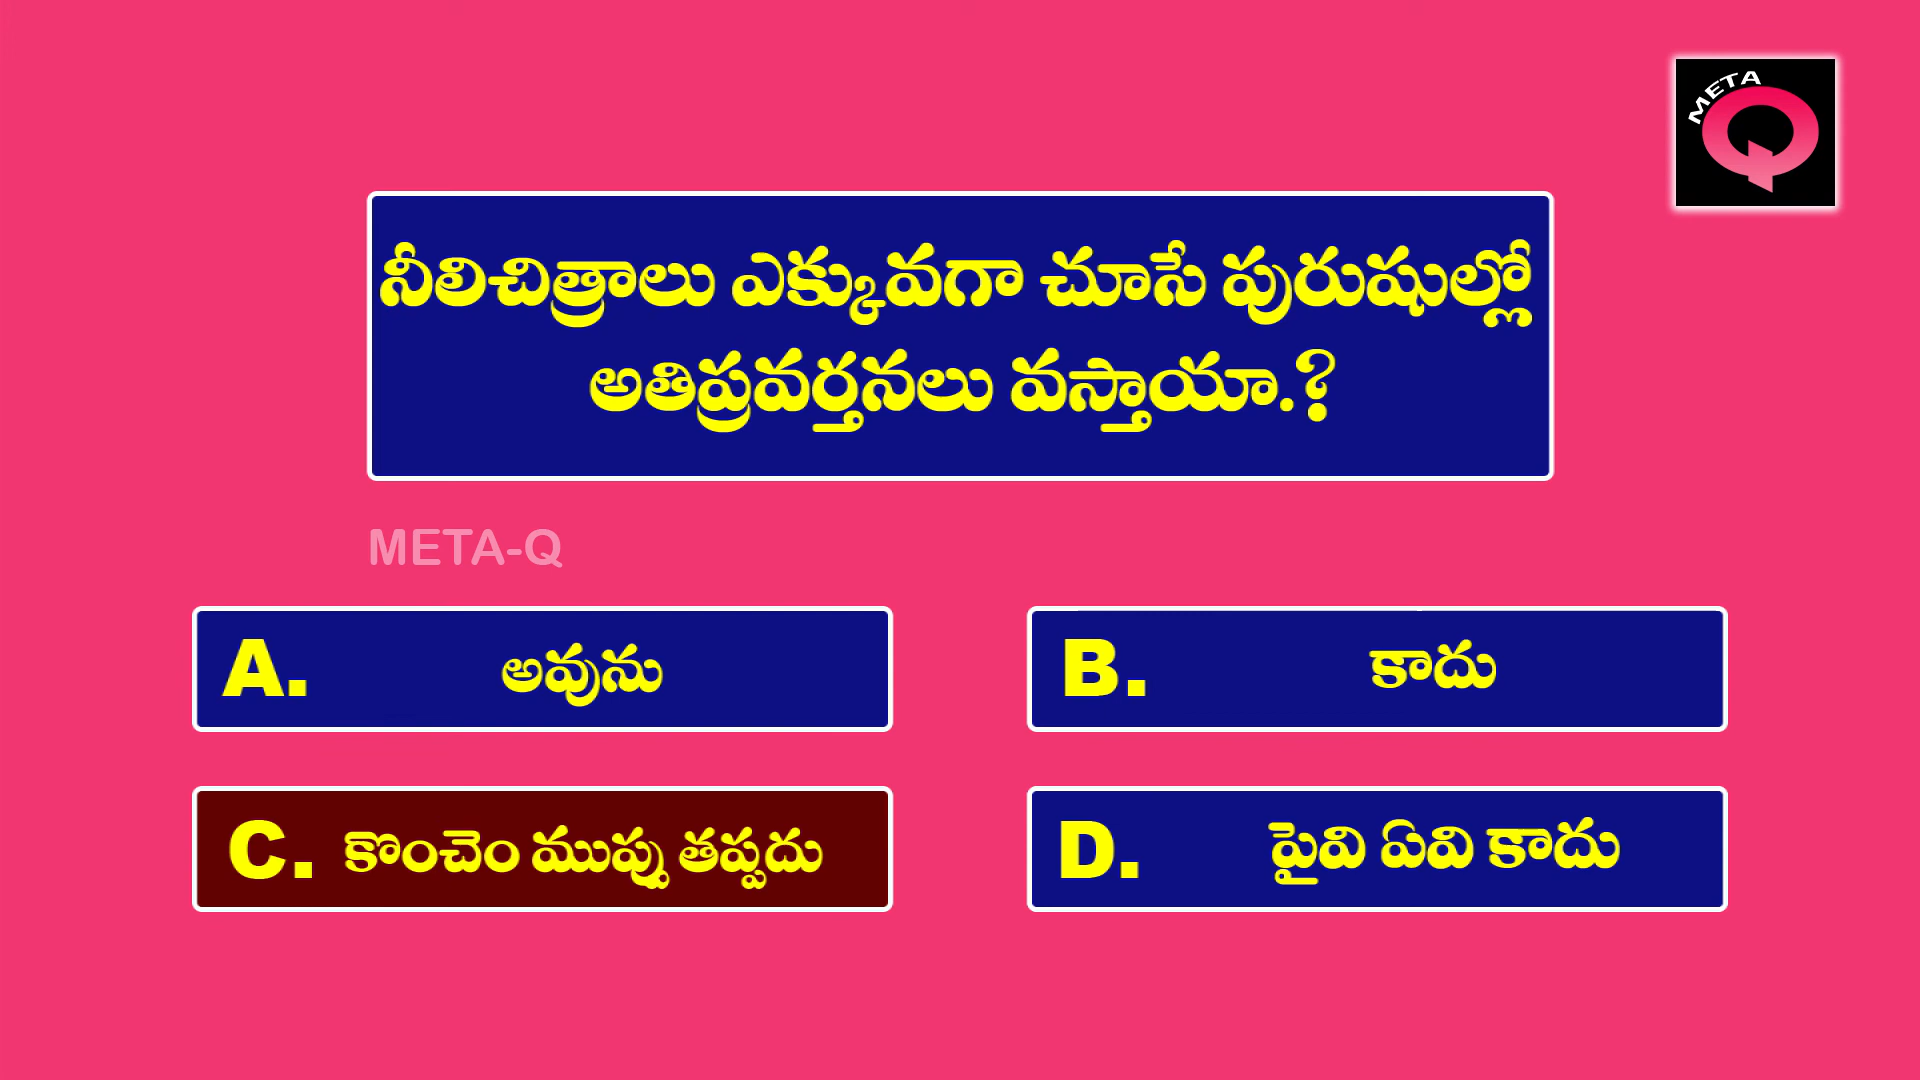 META
Q
నీలిచిత్రాలు ఎక్కువగా చూసే పురుషుల్లో
అతిప్రవర్తనలు వస్తాయా.?
META-Q
A. అవును
B. కాదు
C. కొంచెం ముప్పు తప్పదు
D. పైవి ఏవి కాదు